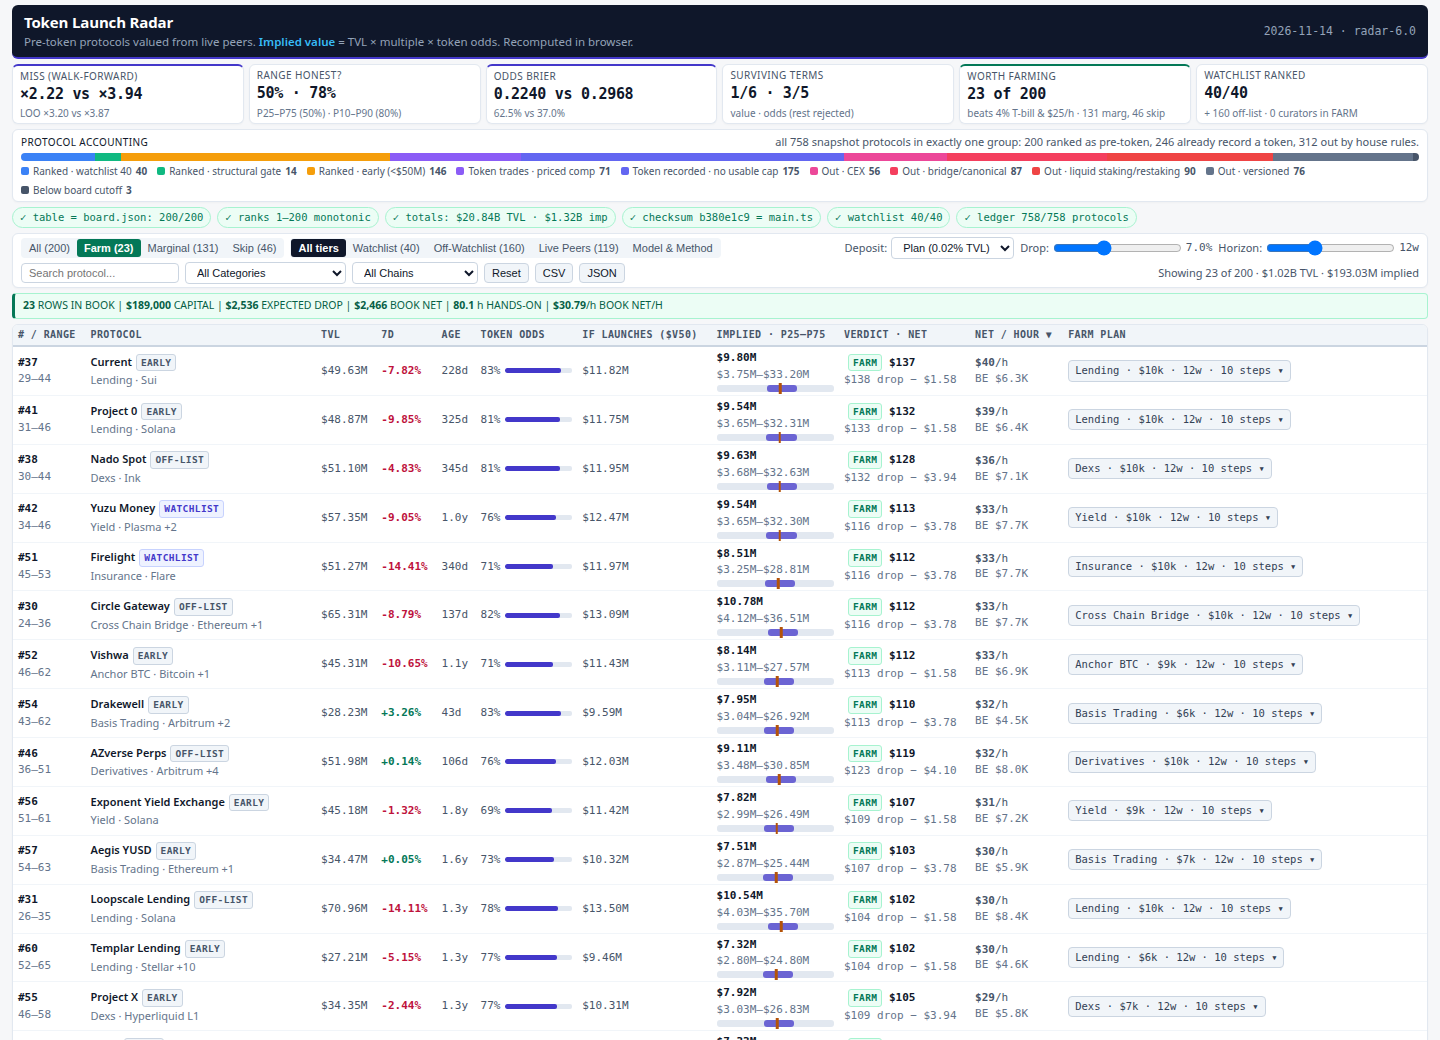 Token Launch Radar
Pre-token protocols valued from live peers. Implied value = TVL × multiple × token odds. Recomputed in browser.
2026-11-14 · radar-6.0
MISS (WALK-FORWARD)
×2.22 vs ×3.94
LOO ×3.20 vs ×3.87
RANGE HONEST?
50% · 78%
P25–P75 (50%) · P10–P90 (80%)
ODDS BRIER
0.2240 vs 0.2968
62.5% vs 37.0%
SURVIVING TERMS
1/6 · 3/5
value · odds (rest rejected)
WORTH FARMING
23 of 200
beats 4% T-bill & $25/h · 131 marg, 46 skip
WATCHLIST RANKED
40/40
+ 160 off-list · 0 curators in FARM
PROTOCOL ACCOUNTING
all 758 snapshot protocols in exactly one group: 200 ranked as pre-token, 246 already record a token, 312 out by house rules.
Ranked · watchlist 40 40 Ranked · structural gate 14 Ranked · early (<$50M) 146 Token trades · priced comp 71 Token recorded · no usable cap 175 Out · CEX 56 Out · bridge/canonical 87 Out · liquid staking/restaking 90 Out · versioned 76
Below board cutoff 3
✓ table = board.json: 200/200 ✓ ranks 1–200 monotonic ✓ totals: $20.84B TVL · $1.32B imp ✓ checksum b380e1c9 = main.ts ✓ watchlist 40/40 ✓ ledger 758/758 protocols
All (200) Farm (23) Marginal (131) Skip (46) All tiers Watchlist (40) Off-Watchlist (160) Live Peers (119) Model & Method Deposit: Plan (0.02% TVL) Drop: 7.0% Horizon: 12w
Search protocol... All Categories All Chains Reset CSV JSON Showing 23 of 200 · $1.02B TVL · $193.03M implied
23 ROWS IN BOOK | $189,000 CAPITAL | $2,536 EXPECTED DROP | $2,466 BOOK NET | 80.1 h HANDS-ON | $30.79/h BOOK NET/H
# / RANGE PROTOCOL TVL 7D AGE TOKEN ODDS IF LAUNCHES ($V50) IMPLIED · P25–P75 VERDICT · NET NET / HOUR ▼ FARM PLAN
#37 Current EARLY $49.63M -7.82% 228d 83% $11.82M $9.80M FARM $137 $40/h Lending · $10k · 12w · 10 steps ▾
29–44 Lending · Sui $3.75M–$33.20M $138 drop − $1.58 BE $6.3K
#41 Project 0 EARLY $48.87M -9.85% 325d 81% $11.75M $9.54M FARM $132 $39/h Lending · $10k · 12w · 10 steps ▾
31–46 Lending · Solana $3.65M–$32.31M $133 drop − $1.58 BE $6.4K
#38 Nado Spot OFF-LIST $51.10M -4.83% 345d 81% $11.95M $9.63M FARM $128 $36/h Dexs · $10k · 12w · 10 steps ▾
30–44 Dexs · Ink $3.68M–$32.63M $132 drop − $3.94 BE $7.1K
#42 Yuzu Money WATCHLIST $57.35M -9.05% 1.0y 76% $12.47M $9.54M FARM $113 $33/h Yield · $10k · 12w · 10 steps ▾
34–46 Yield · Plasma +2 $3.65M–$32.30M $116 drop − $3.78 BE $7.7K
#51 Firelight WATCHLIST $51.27M -14.41% 340d 71% $11.97M $8.51M FARM $112 $33/h Insurance · $10k · 12w · 10 steps ▾
45–53 Insurance · Flare $3.25M–$28.81M $116 drop − $3.78 BE $7.7K
#30 Circle Gateway OFF-LIST $65.31M -8.79% 137d 82% $13.09M $10.78M FARM $112 $33/h Cross Chain Bridge · $10k · 12w · 10 steps ▾
24–36 Cross Chain Bridge · Ethereum +1 $4.12M–$36.51M $116 drop − $3.78 BE $7.7K
#52 Vishwa EARLY $45.31M -10.65% 1.1y 71% $11.43M $8.14M FARM $112 $33/h Anchor BTC · $9k · 12w · 10 steps ▾
46–62 Anchor BTC · Bitcoin +1 $3.11M–$27.57M $113 drop − $1.58 BE $6.9K
#54 Drakewell EARLY $28.23M +3.26% 43d 83% $9.59M $7.95M FARM $110 $32/h Basis Trading · $6k · 12w · 10 steps ▾
43–62 Basis Trading · Arbitrum +2 $3.04M–$26.92M $113 drop − $3.78 BE $4.5K
#46 AZverse Perps OFF-LIST $51.98M +0.14% 106d 76% $12.03M $9.11M FARM $119 $32/h Derivatives · $10k · 12w · 10 steps ▾
36–51 Derivatives · Arbitrum +4 $3.48M–$30.85M $123 drop − $4.10 BE $8.0K
#56 Exponent Yield Exchange EARLY $45.18M -1.32% 1.8y 69% $11.42M $7.82M FARM $107 $31/h Yield · $9k · 12w · 10 steps ▾
51–61 Yield · Solana $2.99M–$26.49M $109 drop − $1.58 BE $7.2K
#57 Aegis YUSD EARLY $34.47M +0.05% 1.6y 73% $10.32M $7.51M FARM $103 $30/h Basis Trading · $7k · 12w · 10 steps ▾
54–63 Basis Trading · Ethereum +1 $2.87M–$25.44M $107 drop − $3.78 BE $5.9K
#31 Loopscale Lending OFF-LIST $70.96M -14.11% 1.3y 78% $13.50M $10.54M FARM $102 $30/h Lending · $10k · 12w · 10 steps ▾
26–35 Lending · Solana $4.03M–$35.70M $104 drop − $1.58 BE $8.4K
#60 Templar Lending EARLY $27.21M -5.15% 1.3y 77% $9.46M $7.32M FARM $102 $30/h Lending · $6k · 12w · 10 steps ▾
52–65 Lending · Stellar +10 $2.80M–$24.80M $104 drop − $1.58 BE $4.6K
#55 Project X EARLY $34.35M -2.44% 1.3y 77% $10.31M $7.92M FARM $105 $29/h Dexs · $7k · 12w · 10 steps ▾
46–58 Dexs · Hyperliquid L1 $3.03M–$26.83M $109 drop − $3.94 BE $5.8K